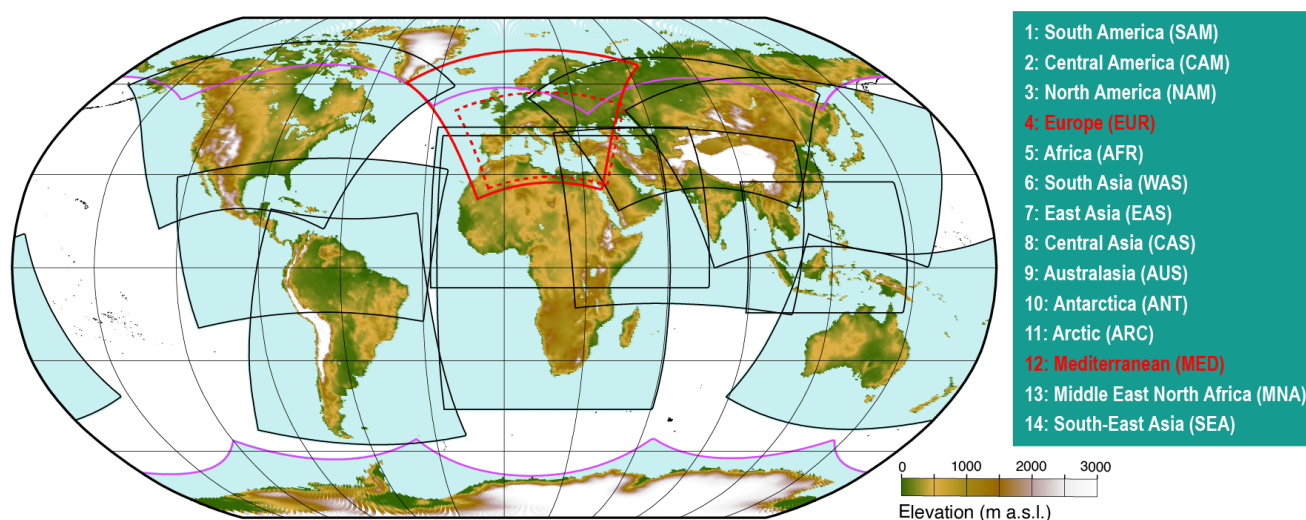 1: South America (SAM)
2: Central America (CAM)
3: North America (NAM)
4: Europe (EUR)
5: Africa (AFR)
6: South Asia (WAS)
7: East Asia (EAS)
8: Central Asia (CAS)
9: Australasia (AUS)
10: Antarctica (ANT)
11: Arctic (ARC)
12: Mediterranean (MED)
13: Middle East North Africa (MNA)
14: South-East Asia (SEA)
0 1000 2000 3000
Elevation (m a.s.l.)